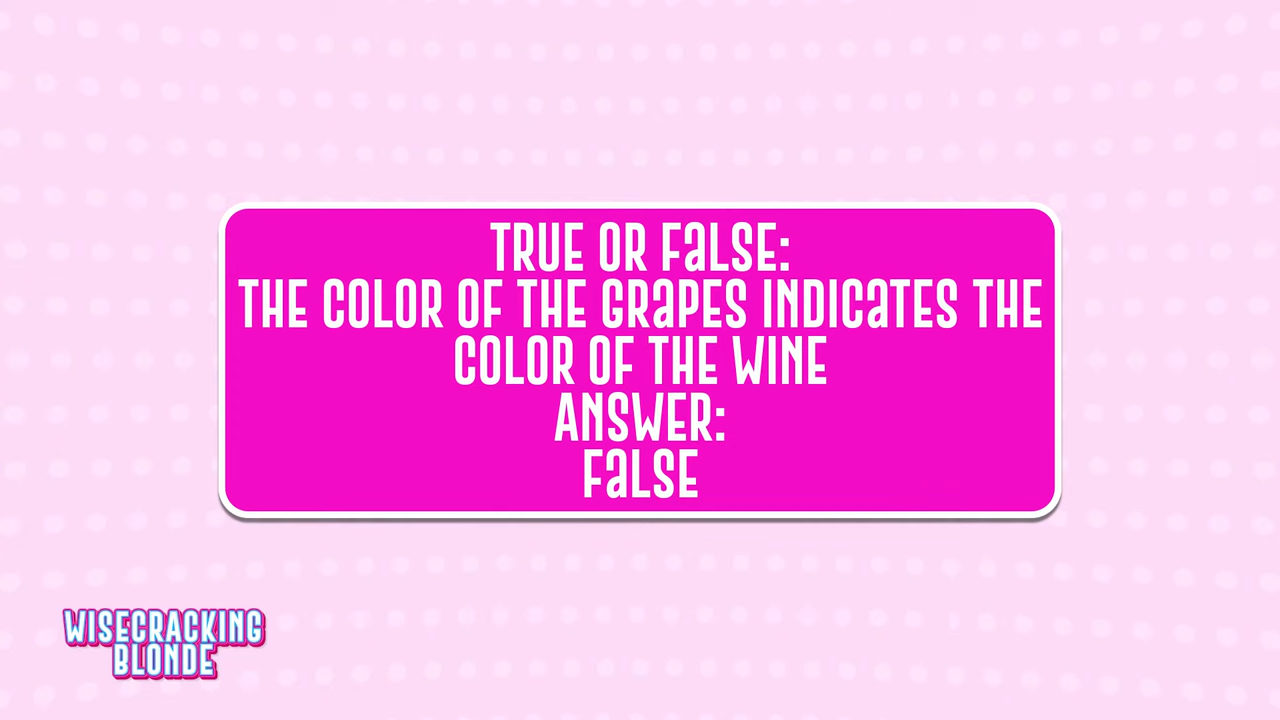 TRUE OR FALSE:
THE COLOR OF THE GRAPES INDICATES THE
COLOR OF THE WINE
ANSWER:
FALSE
WISECRACKING
BLONDE